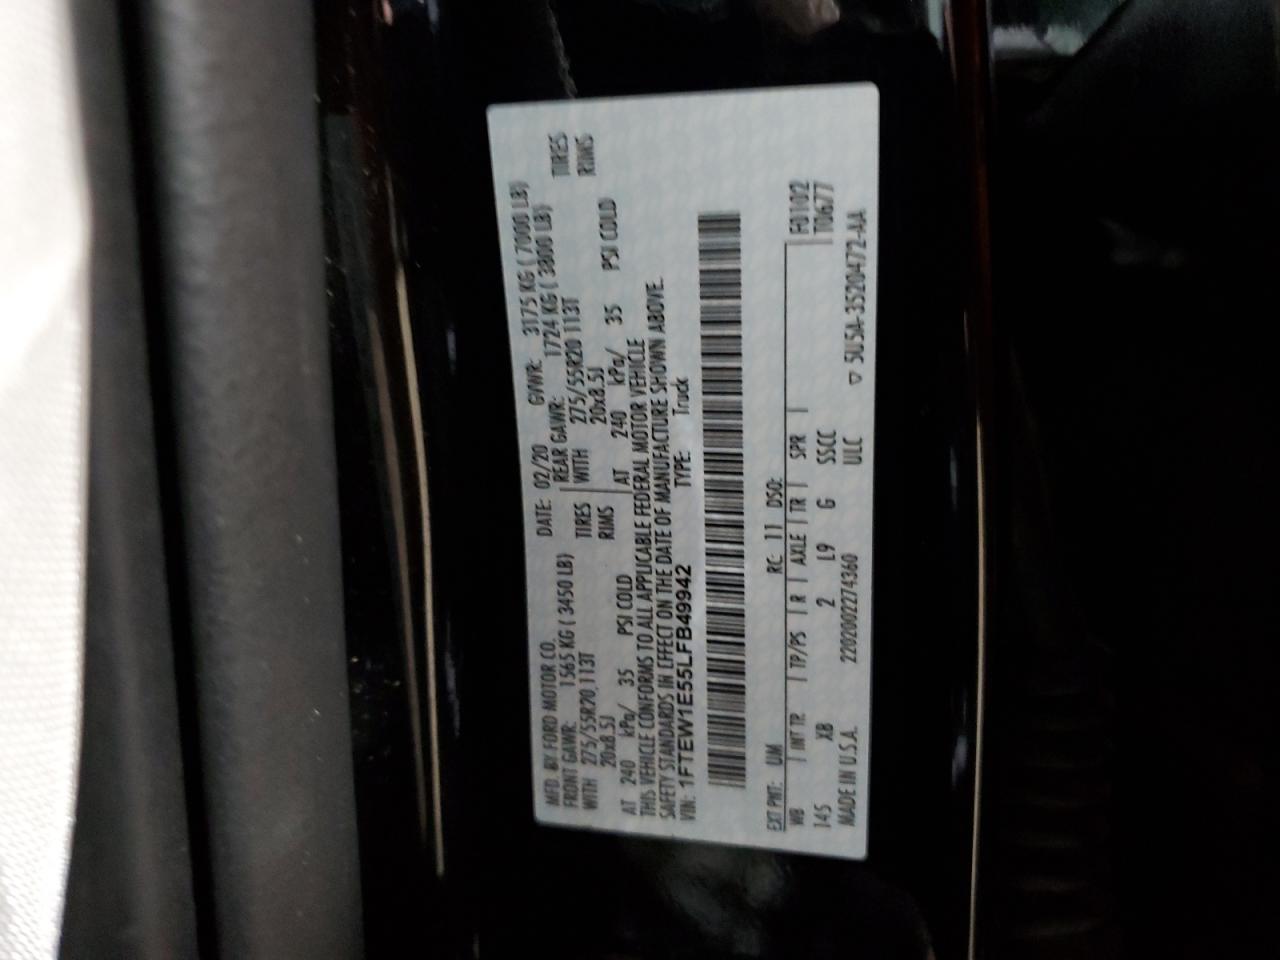 MFD. BY FORD MOTOR CO. DATE: 02/20 GVWR: 3175 KG ( 7000 LB)
FRONT GAWR: 1565 KG ( 3450 LB) REAR GAWR: 1724 KG ( 3800 LB)
WITH 275/55R20 113T TIRES WITH 275/55R20 113T TIRES
20x8.5J RIMS 20x8.5J RIMS
AT 240 kPa/ 35 PSI COLD AT 240 kPa/ 35 PSI COLD
THIS VEHICLE CONFORMS TO ALL APPLICABLE FEDERAL MOTOR VEHICLE
SAFETY STANDARDS IN EFFECT ON THE DATE OF MANUFACTURE SHOWN ABOVE.
VIN: 1FTEW1E55LFB49942 TYPE: Truck
EXT PNT: UM RC: 11 DSO: F0102
WB | INT TR | TP/PS | R | AXLE | TR | SPR | T0677
145 XB 2 L9 G SSCC
MADE IN U.S.A. 22020002274360 ULC ▽ 5U5A-3520472-AA